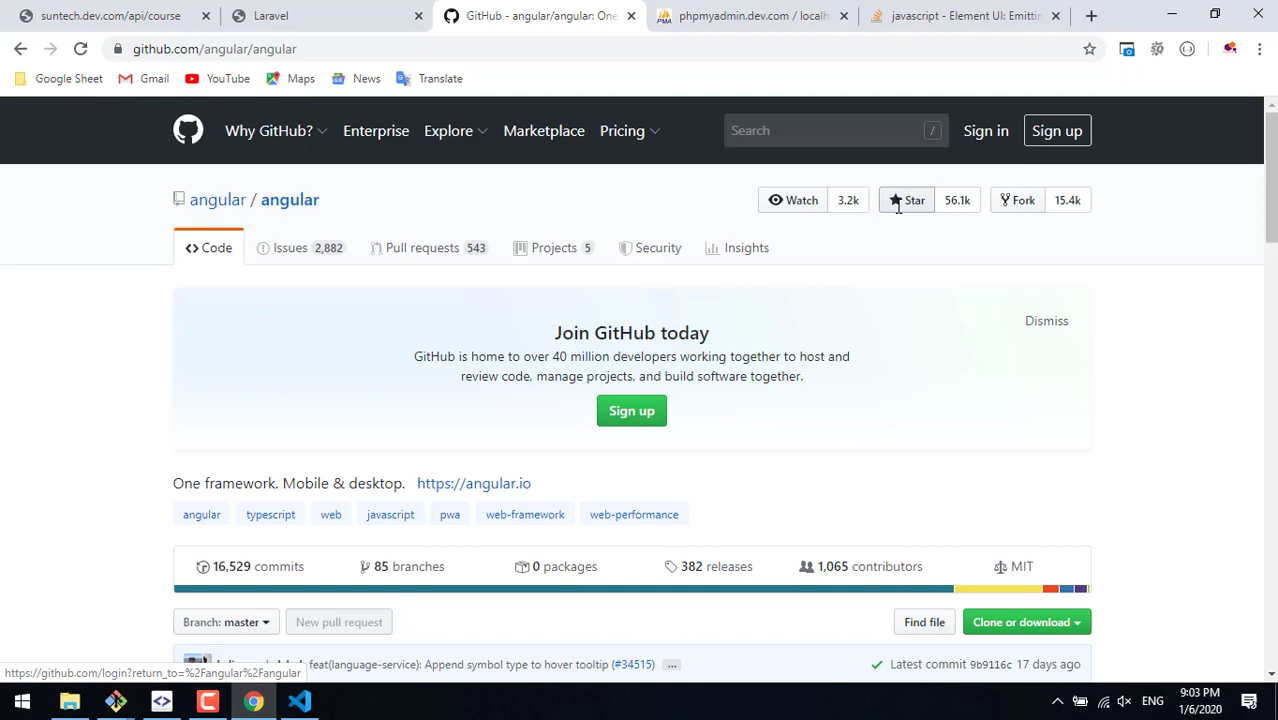 suntech.dev.com/api/course
Laravel
GitHub - angular/angular: One
phpmyadmin.dev.com / localh
javascript - Element UI: Emittin
github.com/angular/angular
Google Sheet
Gmail
YouTube
Maps
News
Translate
Why GitHub?
Enterprise
Explore
Marketplace
Pricing
Search
/
Sign in
Sign up
angular / angular
Watch
3.2k
Star
56.1k
Fork
15.4k
Code
Issues 2,882
Pull requests 543
Projects 5
Security
Insights
Join GitHub today
Dismiss
GitHub is home to over 40 million developers working together to host and
review code, manage projects, and build software together.
Sign up
One framework. Mobile & desktop. https://angular.io
angular
typescript
web
javascript
pwa
web-framework
web-performance
16,529 commits
85 branches
0 packages
382 releases
1,065 contributors
MIT
Branch: master
New pull request
Find file
Clone or download
feat(language-service): Append symbol type to hover tooltip (#34515)
...
Latest commit 9b9116c 17 days ago
https://github.com/login?return_to=%2Fangular%2Fangular
ENG
9:03 PM
1/6/2020